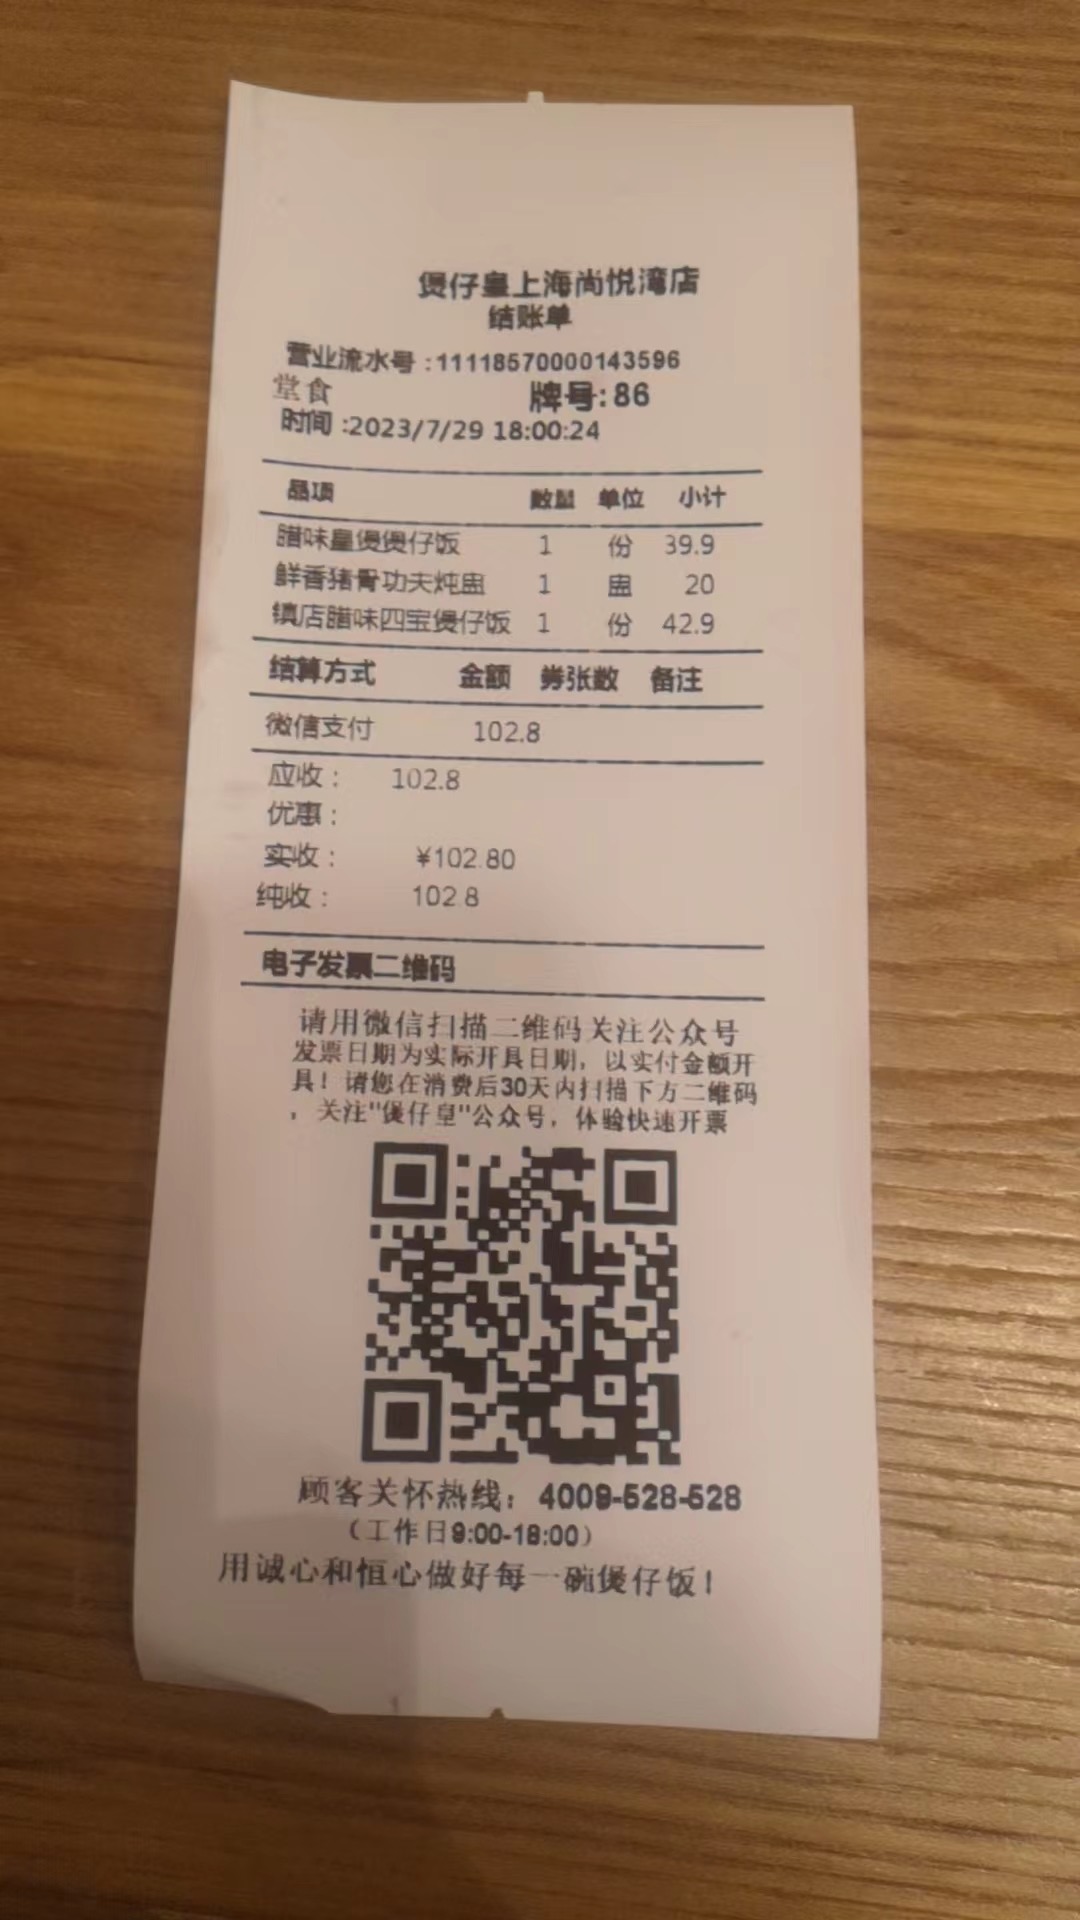 煲仔皇上海尚悦湾店
结账单
营业流水号:11118570000143596
堂食 牌号:86
时间:2023/7/29 18:00:24
品项 数量 单位 小计
腊味皇煲煲仔饭 1 份 39.9
鲜香猪骨功夫炖盅 1 盅 20
镇店腊味四宝煲仔饭 1 份 42.9
结算方式 金额 券张数 备注
微信支付 102.8
应收: 102.8
优惠:
实收: ¥102.80
纯收: 102.8
电子发票二维码
请用微信扫描二维码关注公众号
发票日期为实际开具日期，以实付金额开
具！请您在消费后30天内扫描下方二维码
，关注"煲仔皇"公众号，体验快速开票
顾客关怀热线：4009-528-528
（工作日9:00-18:00）
用诚心和恒心做好每一碗煲仔饭！